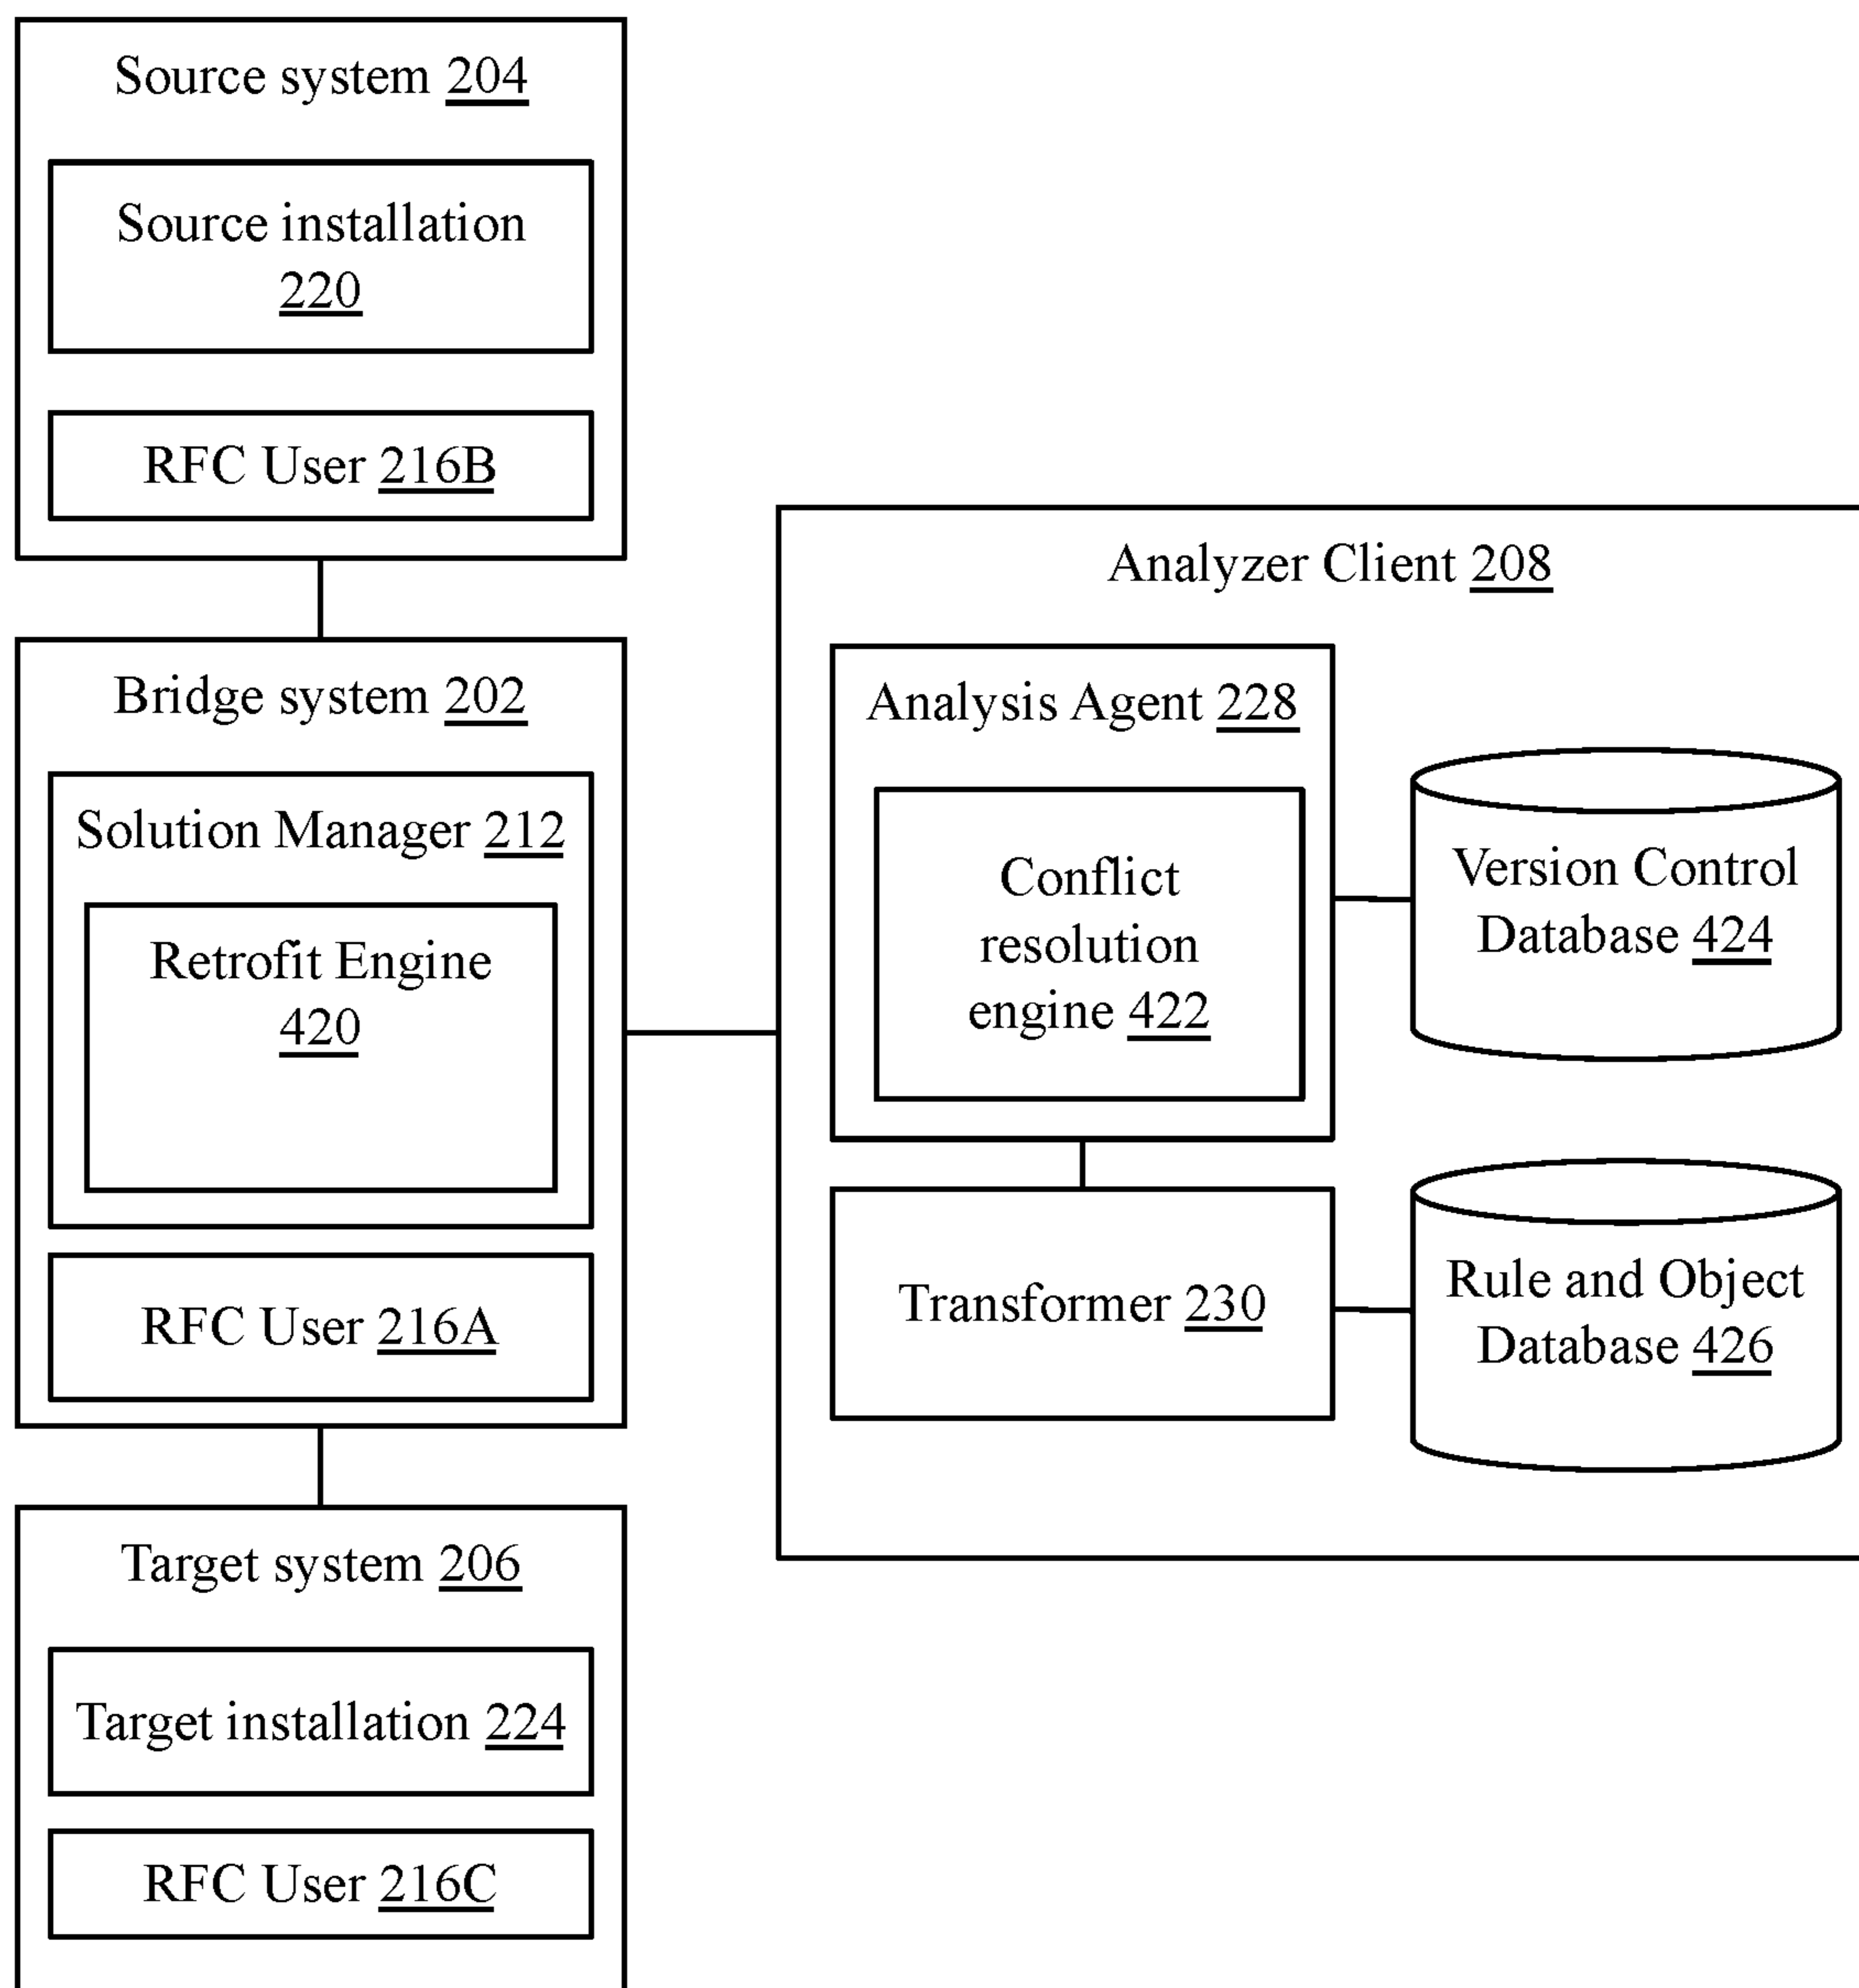 Source system 204
Source installation
220
RFC User 216B
Bridge system 202
Solution Manager 212
Retrofit Engine
420
RFC User 216A
Target system 206
Target installation 224
RFC User 216C
Analyzer Client 208
Analysis Agent 228
Conflict
resolution
engine 422
Version Control
Database 424
Transformer 230
Rule and Object
Database 426